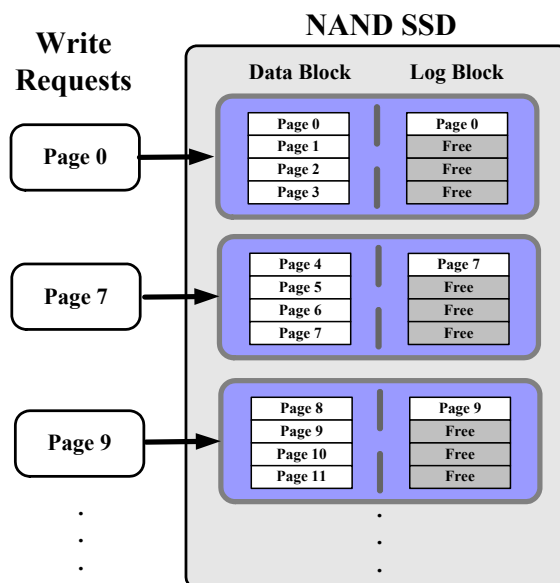 Write
Requests
NAND SSD
Data Block
Log Block
Page 0
Page 0
Page 1
Page 2
Page 3
Page 0
Free
Free
Free
Page 7
Page 4
Page 5
Page 6
Page 7
Page 7
Free
Free
Free
Page 9
Page 8
Page 9
Page 10
Page 11
Page 9
Free
Free
Free